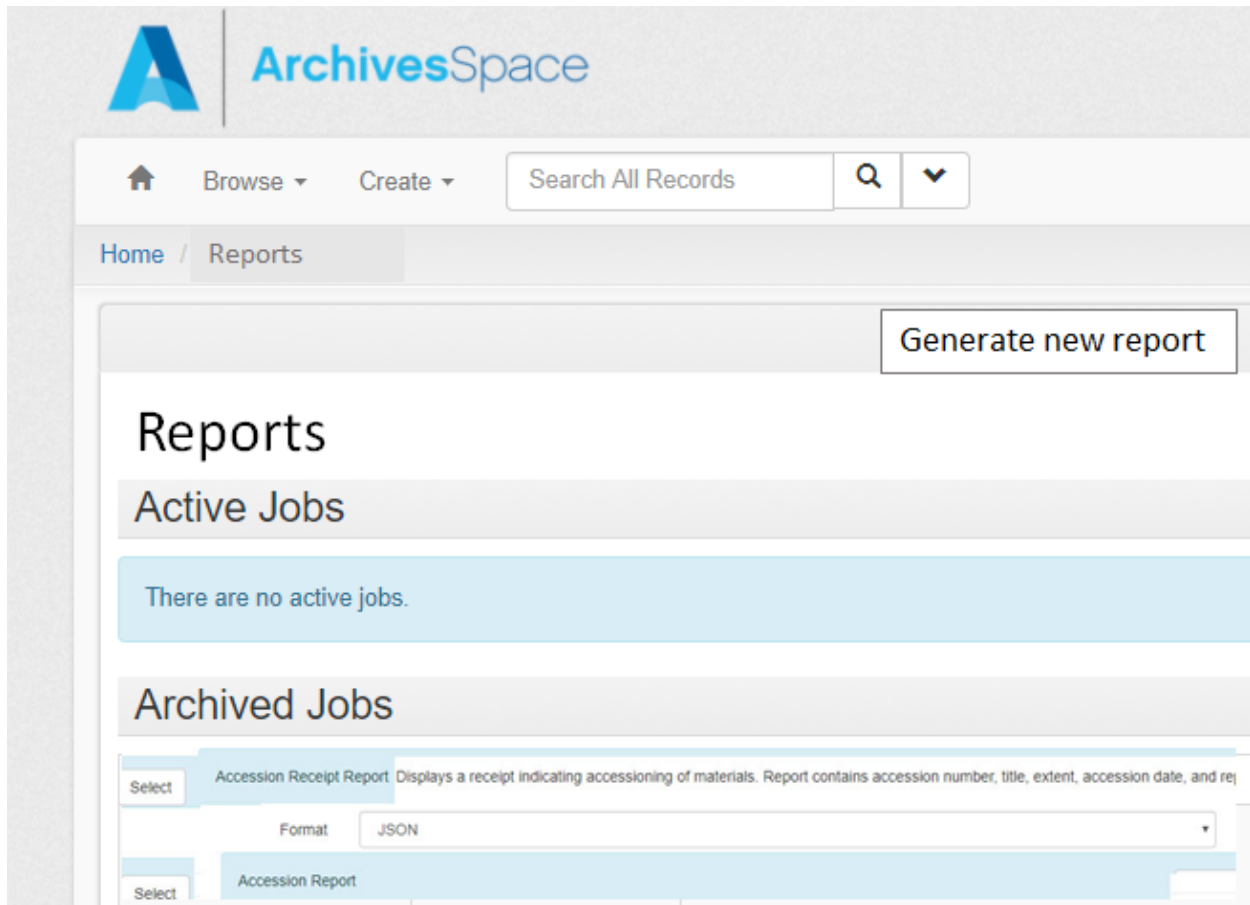 ArchivesSpace
Browse Create Search All Records
Home / Reports
Generate new report
Reports
Active Jobs
There are no active jobs.
Archived Jobs
Select Accession Receipt Report Displays a receipt indicating accessioning of materials. Report contains accession number, title, extent, accession date, and
Format JSON
Select Accession Report